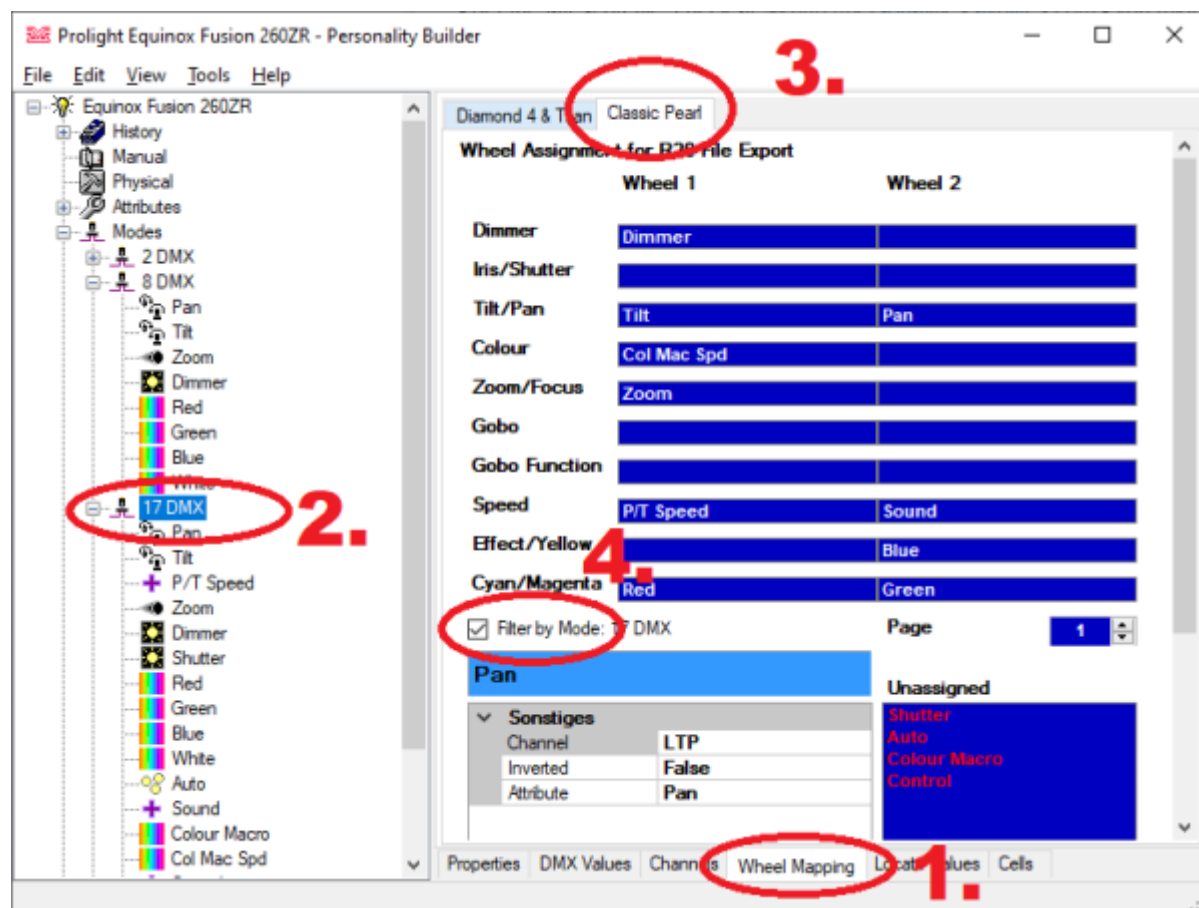 Prolight Equinox Fusion 260ZR - Personality Builder
File Edit View Tools Help
3.
Equinox Fusion 260ZR
History
Manual
Physical
Attributes
Modes
2 DMX
8 DMX
Pan
Tilt
Zoom
Dimmer
Red
Green
Blue
White
17 DMX
2.
Pan
Tilt
P/T Speed
Zoom
Dimmer
Shutter
Red
Green
Blue
White
Auto
Sound
Colour Macro
Col Mac Spd
Diamond 4 & Titan Classic Pearl
Wheel Assignment for R20 File Export
Wheel 1 Wheel 2
Dimmer Dimmer
Iris/Shutter
Tilt/Pan Tilt Pan
Colour Col Mac Spd
Zoom/Focus Zoom
Gobo
Gobo Function
Speed P/T Speed Sound
Effect/Yellow Blue
4.
Cyan/Magenta Red Green
Filter by Mode: 17 DMX Page 1
Pan
Unassigned
Sonstiges
Channel LTP
Inverted False
Attribute Pan
Shutter
Auto
Colour Macro
Control
Properties DMX Values Channels Wheel Mapping Locate Values Cells
1.